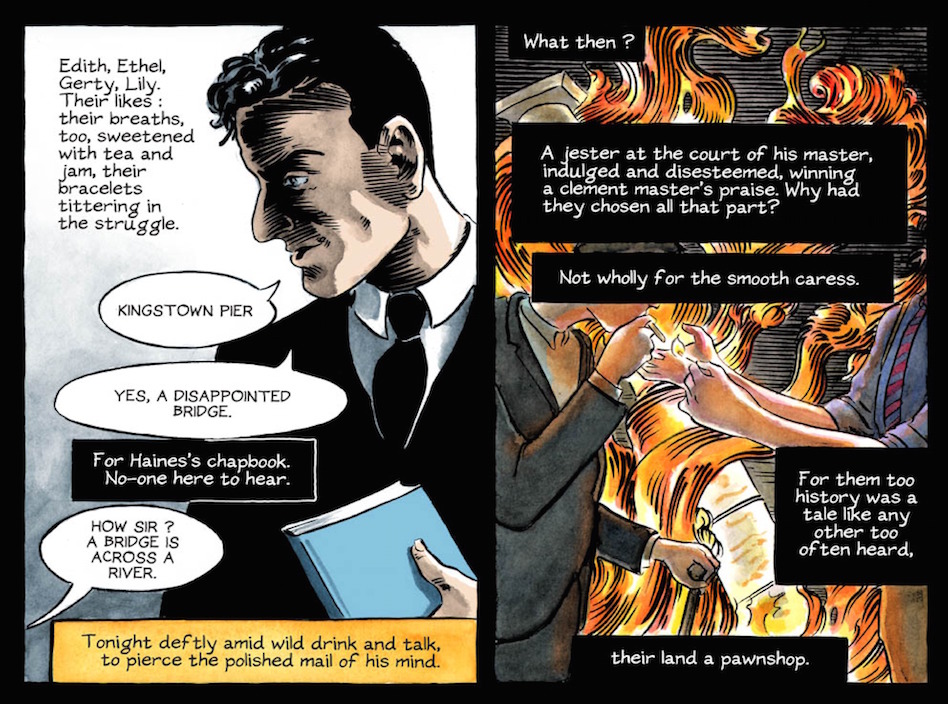 Edith, Ethel,
Gerty, Lily.
Their likes :
their breaths,
too, sweetened
with tea and
jam, their
bracelets
tittering in
the struggle.
KINGSTOWN PIER
YES, A DISAPPOINTED
BRIDGE.
For Haines's chapbook.
No-one here to hear.
HOW SIR ?
A BRIDGE IS
ACROSS A
RIVER.
Tonight deftly amid wild drink and talk,
to pierce the polished mail of his mind.
What then ?
A jester at the court of his master,
indulged and disesteemed, winning
a clement master's praise. Why had
they chosen all that part?
Not wholly for the smooth caress.
For them too
history was a
tale like any
other too
often heard,
their land a pawnshop.